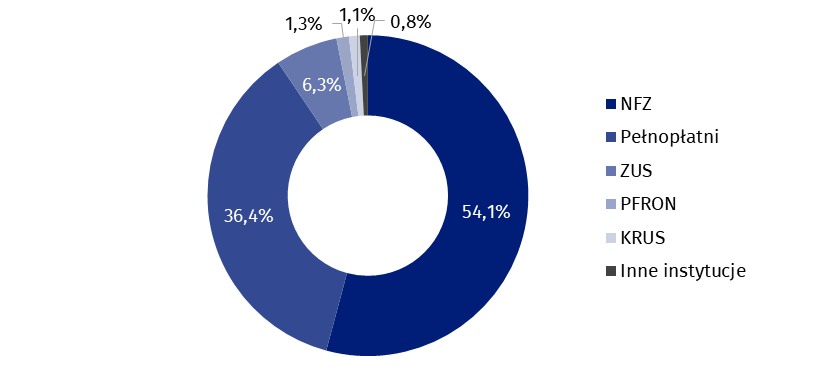 1,1%
1,3%
0,8%
6,3%
36,4%
54,1%
NFZ
Pełnopłatni
ZUS
PFRON
KRUS
Inne instytucje